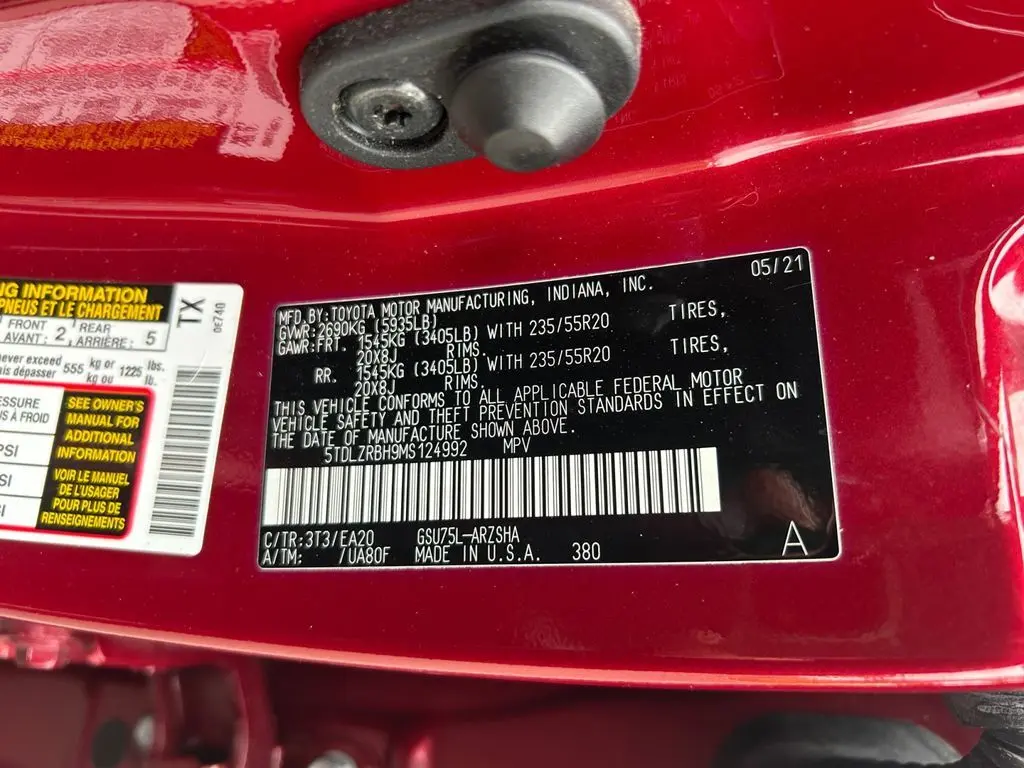 NG INFORMATION
PNEUS ET LE CHARGEMENT
FRONT
AVANT: 2
REAR
ARRIÈRE: 5
never exceed 555 kg or 1225 lbs.
ais dépasser kg ou lb.
ESSURE
US À FROID
PSI
SI
SI
SEE OWNER'S
MANUAL FOR
ADDITIONAL
INFORMATION
VOIR LE MANUEL
DE L'USAGER
POUR PLUS DE
RENSEIGNEMENTS
TX
0E740
05/21
MFD. BY: TOYOTA MOTOR MANUFACTURING, INDIANA, INC.
GVWR: 2690KG (5935LB)
GAWR: FRT. 1545KG (3405LB) WITH 235/55R20 TIRES,
20X8J RIMS.
RR. 1545KG (3405LB) WITH 235/55R20 TIRES,
20X8J RIMS.
THIS VEHICLE CONFORMS TO ALL APPLICABLE FEDERAL MOTOR
VEHICLE SAFETY AND THEFT PREVENTION STANDARDS IN EFFECT ON
THE DATE OF MANUFACTURE SHOWN ABOVE.
5TDLZRBH9MS124992 MPV
C/TR: 3T3/EA20 GSU75L-ARZSHA
A/TM: /UA80F MADE IN U.S.A. 380
A